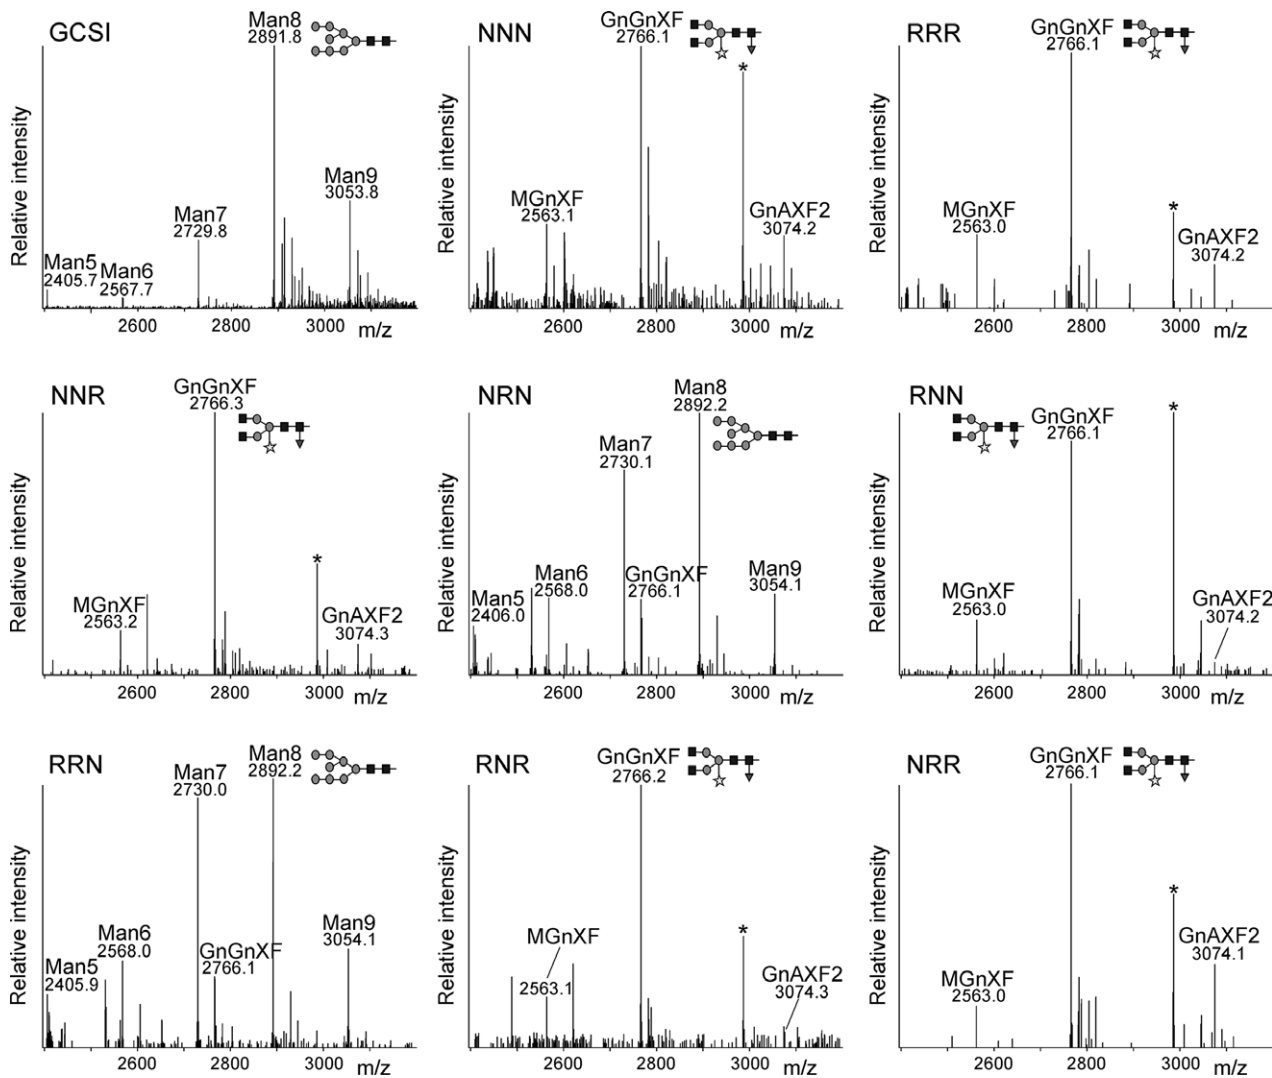 GCSI
Man8
2891.8
Man9
3053.8
Man7
2729.8
Man5
2405.7
Man6
2567.7
Relative intensity
2600 2800 3000 m/z
NNN
GnGnXF
2766.1
*
MGnXF
2563.1
GnAXF2
3074.2
Relative intensity
2600 2800 3000 m/z
RRR
GnGnXF
2766.1
*
MGnXF
2563.0
GnAXF2
3074.2
Relative intensity
2600 2800 3000 m/z
NNR
GnGnXF
2766.3
*
MGnXF
2563.2
GnAXF2
3074.3
Relative intensity
2600 2800 3000 m/z
NRN
Man8
2892.2
Man7
2730.1
Man6
2568.0
GnGnXF
2766.1
Man9
3054.1
Man5
2406.0
Relative intensity
2600 2800 3000 m/z
RNN
GnGnXF
2766.1
*
MGnXF
2563.0
GnAXF2
3074.2
Relative intensity
2600 2800 3000 m/z
RRN
Man8
2892.2
Man7
2730.0
Man6
2568.0
GnGnXF
2766.1
Man9
3054.1
Man5
2405.9
Relative intensity
2600 2800 3000 m/z
RNR
GnGnXF
2766.2
*
MGnXF
2563.1
GnAXF2
3074.3
Relative intensity
2600 2800 3000 m/z
NRR
GnGnXF
2766.1
*
MGnXF
2563.0
GnAXF2
3074.1
Relative intensity
2600 2800 3000 m/z